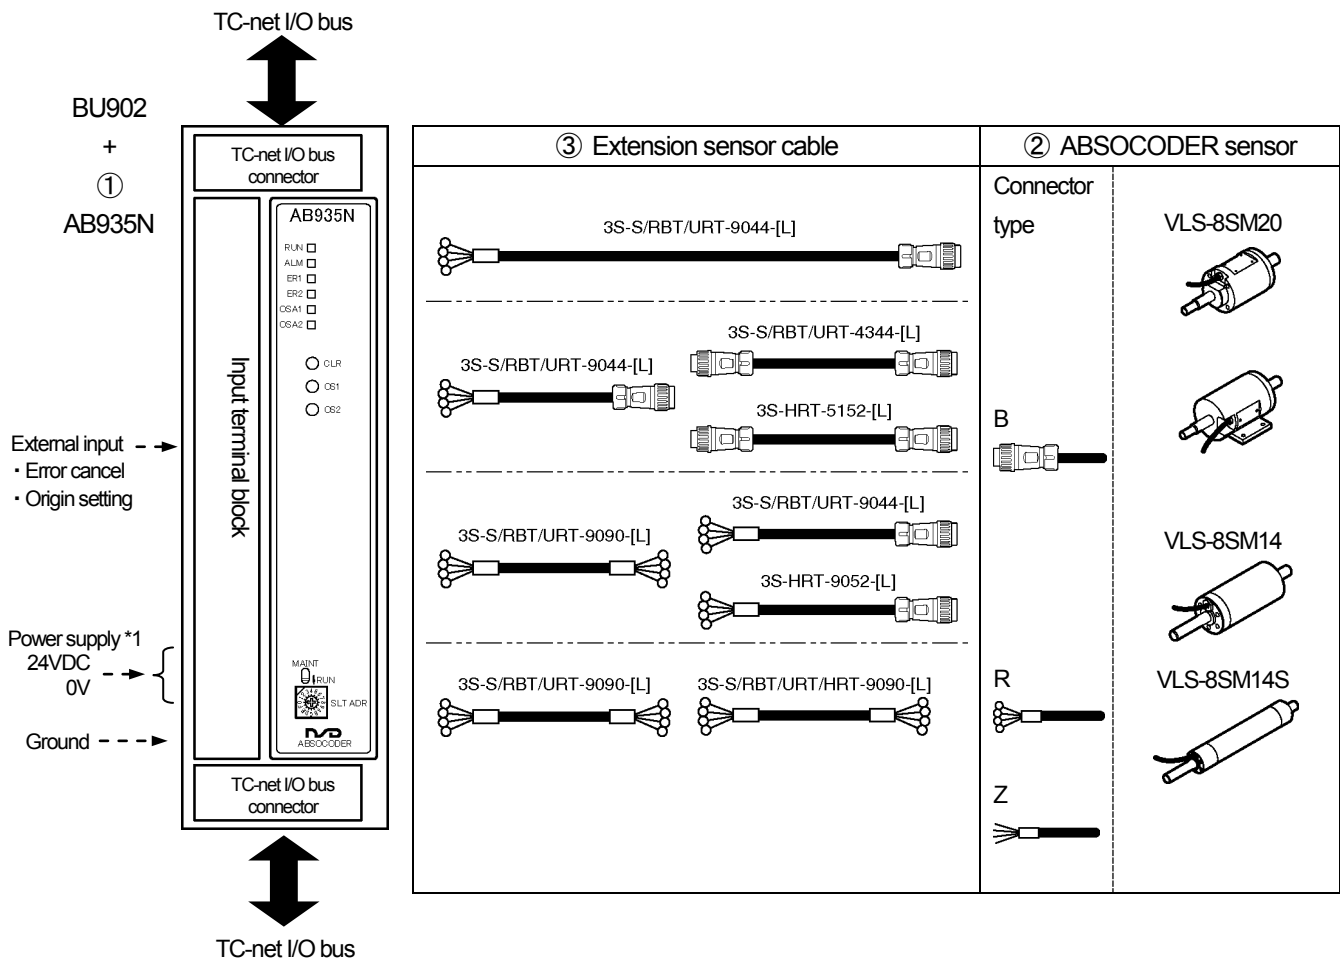 TC-net I/O bus
BU902
+
①
AB935N
TC-net I/O bus
connector
AB935N
RUN
ALM
ER1
ER2
OSA1
OSA2
CLR
OS1
OS2
Input terminal block
External input
・Error cancel
・Origin setting
Power supply *1
24VDC
0V
Ground
MAINT
RUN
SLT ADR
NSD
ABSOCODER
TC-net I/O bus
connector
TC-net I/O bus
③ Extension sensor cable
3S-S/RBT/URT-9044-[L]
3S-S/RBT/URT-9044-[L]
3S-S/RBT/URT-4344-[L]
3S-HRT-5152-[L]
3S-S/RBT/URT-9090-[L]
3S-S/RBT/URT-9044-[L]
3S-HRT-9052-[L]
3S-S/RBT/URT-9090-[L]
3S-S/RBT/URT/HRT-9090-[L]
② ABSOCODER sensor
Connector
type
B
R
Z
VLS-8SM20
VLS-8SM14
VLS-8SM14S